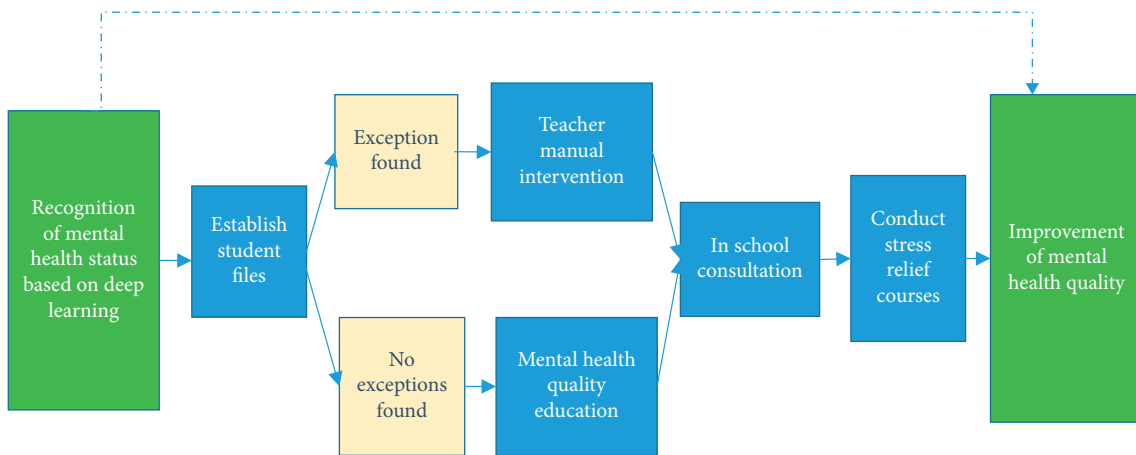 Recognition
of mental
health status
based on deep
learning
Establish
student
files
Exception
found
Teacher
manual
intervention
No
exceptions
found
Mental health
quality
education
In school
consultation
Conduct
stress
relief
courses
Improvement
of mental
health quality